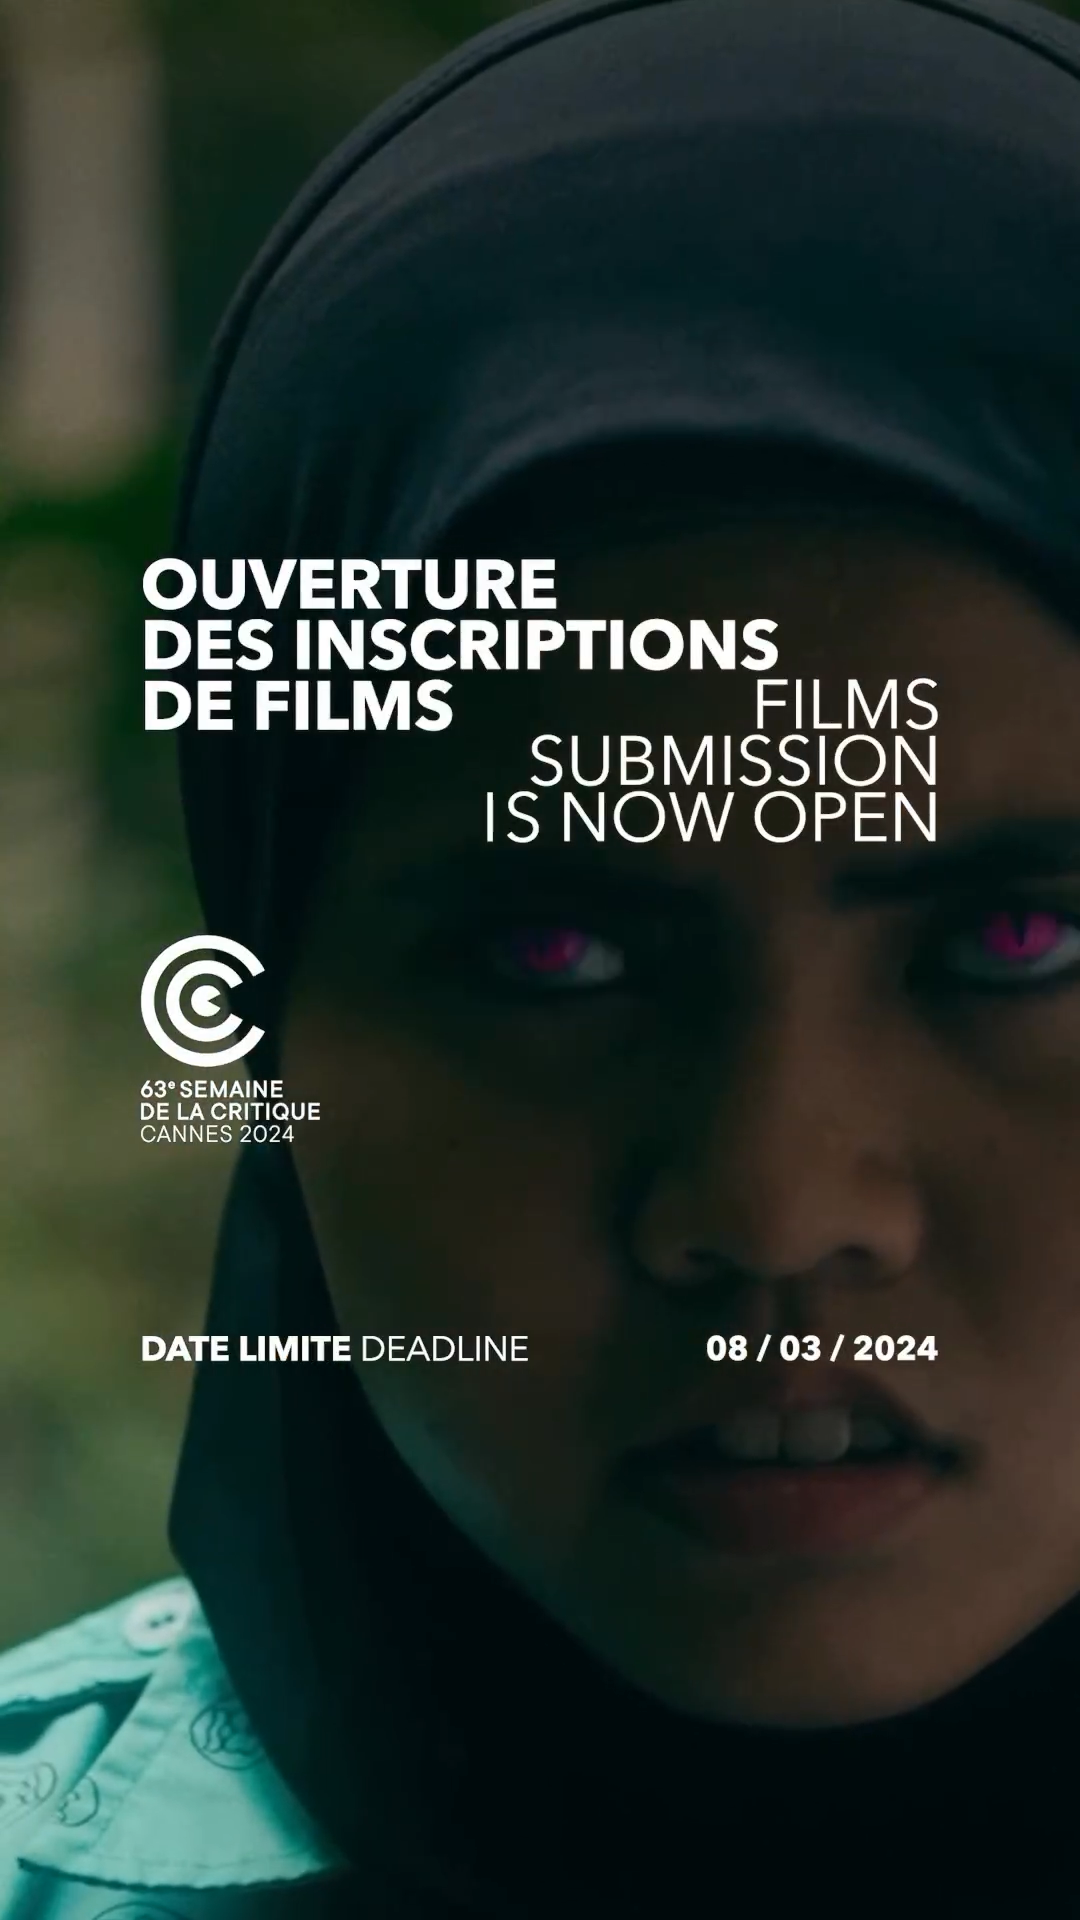 OUVERTURE
DES INSCRIPTIONS
DE FILMS
FILMS
SUBMISSION
IS NOW OPEN
63e SEMAINE
DE LA CRITIQUE
CANNES 2024
DATE LIMITE DEADLINE
08 / 03 / 2024